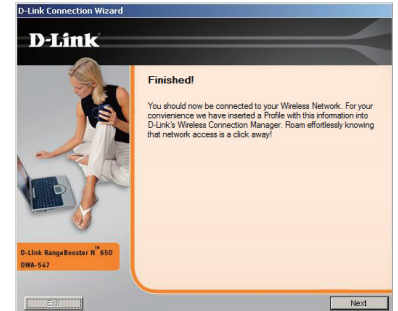 D-Link Connection Wizard
D-Link
Finished!
You should now be connected to your Wireless Network. For your
convienience we have inserted a Profile with this information into
D-Link's Wireless Connection Manager. Roam effortlessly knowing
that network access is a click away!
D-Link RangeBooster N™ 650
DWA-547
Exit
Next